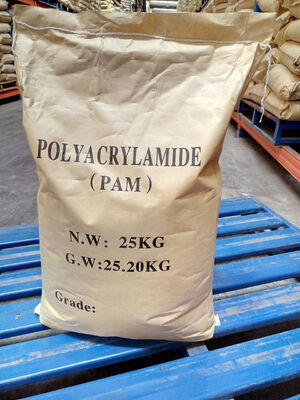 POLYACRYLAMIDE
(PAM)
N.W: 25KG
G.W:25.20KG
Grade: